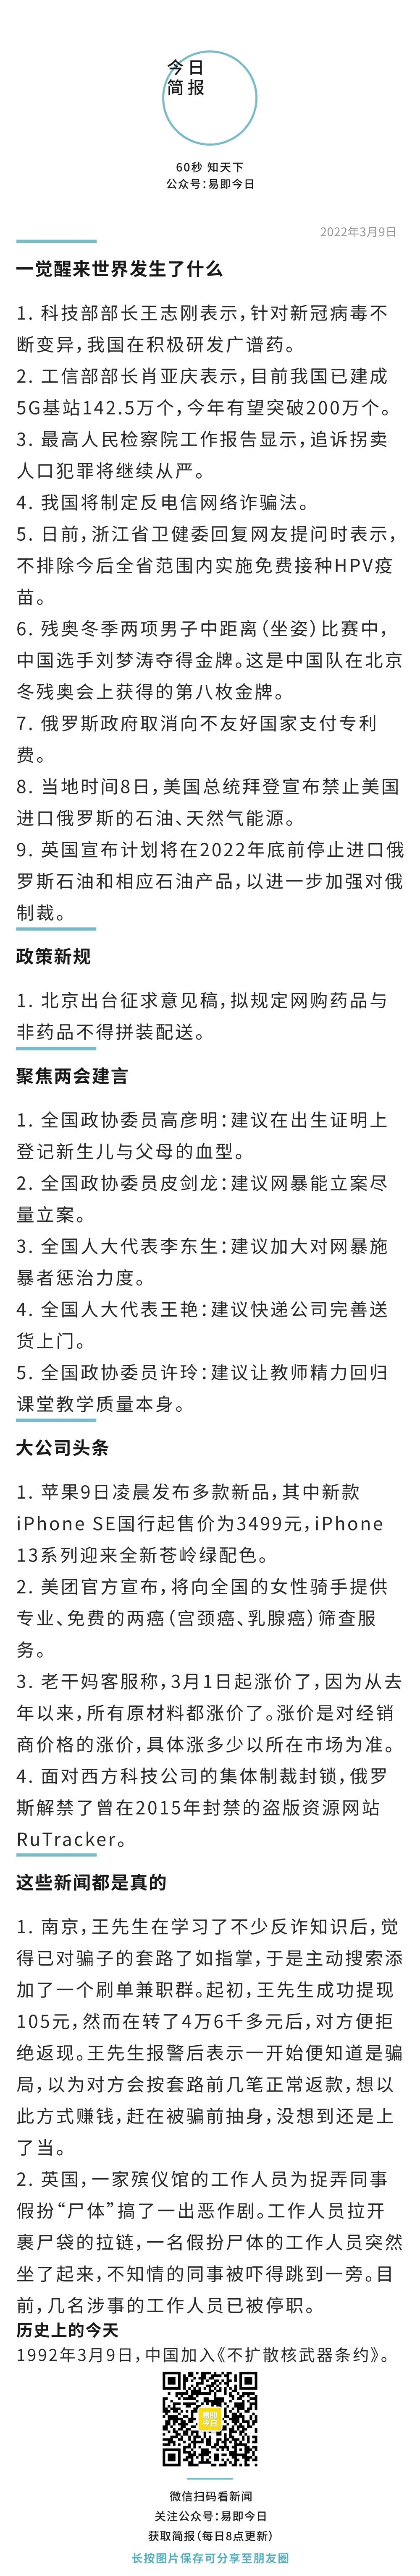 今日
简报
60秒 知天下
公众号：易即今日
2022年3月9日
一觉醒来世界发生了什么
1. 科技部部长王志刚表示，针对新冠病毒不
断变异，我国在积极研发广谱药。
2. 工信部部长肖亚庆表示，目前我国已建成
5G基站142.5万个，今年有望突破200万个。
3. 最高人民检察院工作报告显示，追诉拐卖
人口犯罪将继续从严。
4. 我国将制定反电信网络诈骗法。
5. 日前，浙江省卫健委回复网友提问时表示，
不排除今后全省范围内实施免费接种HPV疫
苗。
6. 残奥冬季两项男子中距离（坐姿）比赛中，
中国选手刘梦涛夺得金牌。这是中国队在北京
冬残奥会上获得的第八枚金牌。
7. 俄罗斯政府取消向不友好国家支付专利
费。
8. 当地时间8日，美国总统拜登宣布禁止美国
进口俄罗斯的石油、天然气能源。
9. 英国宣布计划将在2022年底前停止进口俄
罗斯石油和相应石油产品，以进一步加强对俄
制裁。
政策新规
1. 北京出台征求意见稿，拟规定网购药品与
非药品不得拼装配送。
聚焦两会建言
1. 全国政协委员高彦明：建议在出生证明上
登记新生儿与父母的血型。
2. 全国政协委员皮剑龙：建议网暴能立案尽
量立案。
3. 全国人大代表李东生：建议加大对网暴施
暴者惩治力度。
4. 全国人大代表王艳：建议快递公司完善送
货上门。
5. 全国政协委员许玲：建议让教师精力回归
课堂教学质量本身。
大公司头条
1. 苹果9日凌晨发布多款新品，其中新款
iPhone SE国行起售价为3499元，iPhone
13系列迎来全新苍岭绿配色。
2. 美团官方宣布，将向全国的女性骑手提供
专业、免费的两癌（宫颈癌、乳腺癌）筛查服
务。
3. 老干妈客服称，3月1日起涨价了，因为从去
年以来，所有原材料都涨价了。涨价是对经销
商价格的涨价，具体涨多少以所在市场为准。
4. 面对西方科技公司的集体制裁封锁，俄罗
斯解禁了曾在2015年封禁的盗版资源网站
RuTracker。
这些新闻都是真的
1. 南京，王先生在学习了不少反诈知识后，觉
得已对骗子的套路了如指掌，于是主动搜索添
加了一个刷单兼职群。起初，王先生成功提现
105元，然而在转了4万6千多元后，对方便拒
绝返现。王先生报警后表示一开始便知道是骗
局，以为对方会按套路前几笔正常返款，想以
此方式赚钱，赶在被骗前抽身，没想到还是上
了当。
2. 英国，一家殡仪馆的工作人员为捉弄同事
假扮“尸体”搞了一出恶作剧。工作人员拉开
裹尸袋的拉链，一名假扮尸体的工作人员突然
坐了起来，不知情的同事被吓得跳到一旁。目
前，几名涉事的工作人员已被停职。
历史上的今天
1992年3月9日，中国加入《不扩散核武器条约》。
易即
今日
微信扫码看新闻
关注公众号：易即今日
获取简报（每日8点更新）
长按图片保存可分享至朋友圈